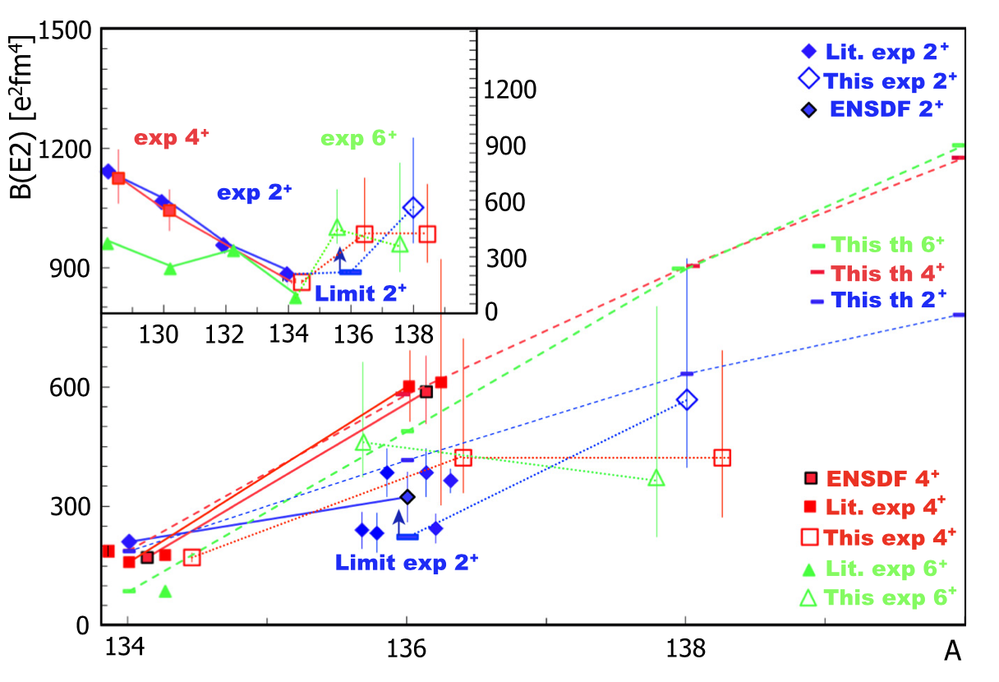 B(E2) [e²fm⁴]
1500
1200
900
600
300
0
1200
900
600
300
0
exp 4⁺
exp 2⁺
exp 6⁺
Limit 2⁺
130 132 134 136 138
Lit. exp 2⁺
This exp 2⁺
ENSDF 2⁺
This th 6⁺
This th 4⁺
This th 2⁺
Limit exp 2⁺
ENSDF 4⁺
Lit. exp 4⁺
This exp 4⁺
Lit. exp 6⁺
This exp 6⁺
134 136 138 A